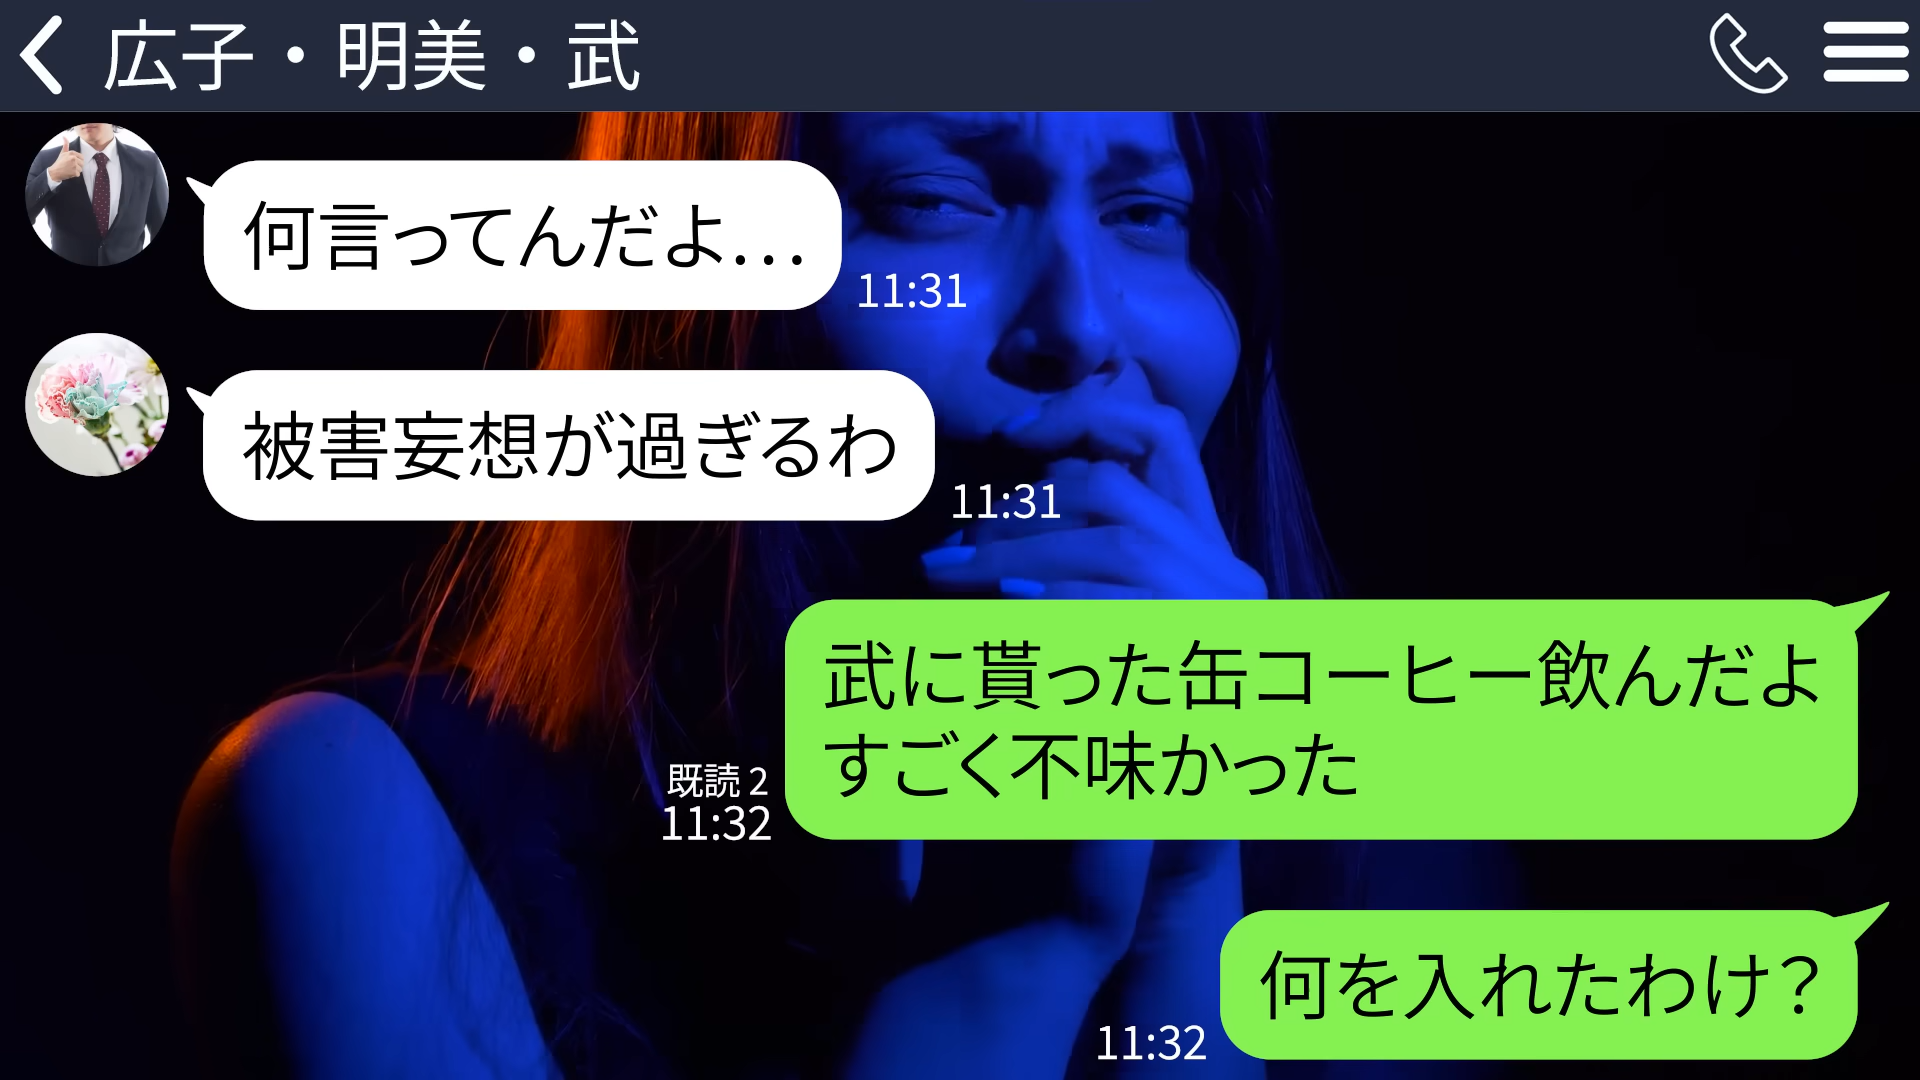 広子・明美・武
何言ってんだよ…
11:31
被害妄想が過ぎるわ
11:31
武に貰った缶コーヒー飲んだよ
すごく不味かった
既読 2
11:32
何を入れたわけ？
11:32